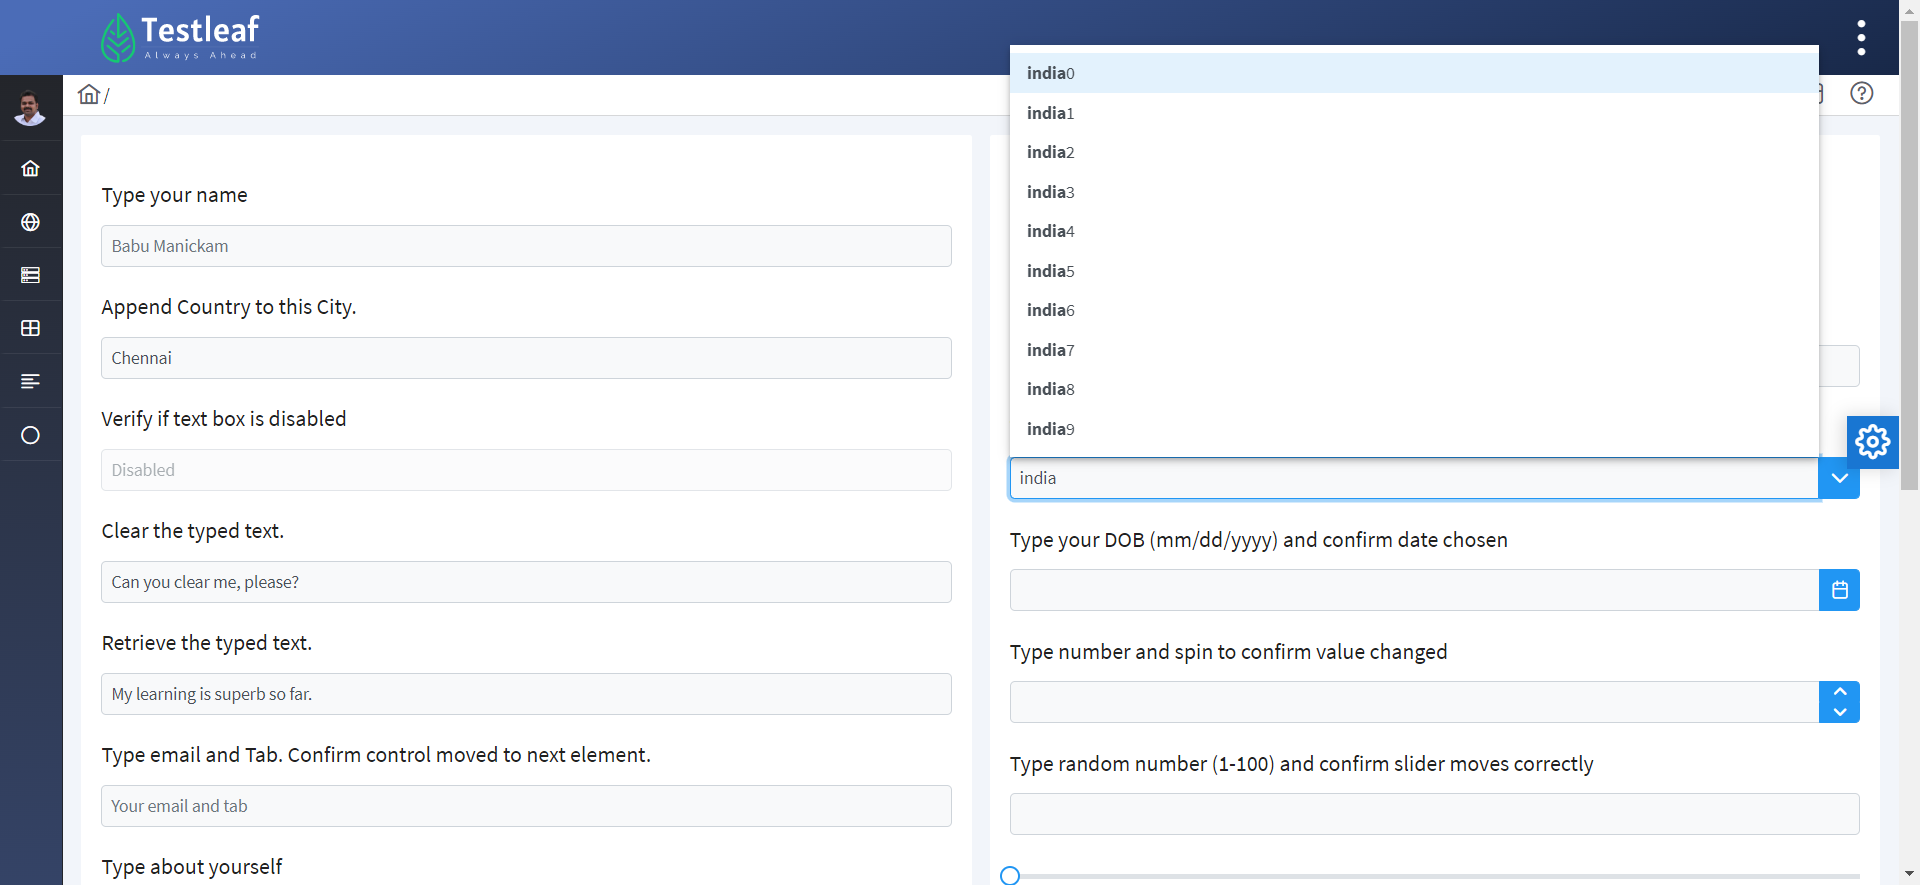 Testleaf
Always Ahead
/
Type your name
Babu Manickam
Append Country to this City.
Chennai
Verify if text box is disabled
Disabled
Clear the typed text.
Can you clear me, please?
Retrieve the typed text.
My learning is superb so far.
Type email and Tab. Confirm control moved to next element.
Your email and tab
Type about yourself
india0
india1
india2
india3
india4
india5
india6
india7
india8
india9
india
Type your DOB (mm/dd/yyyy) and confirm date chosen
Type number and spin to confirm value changed
Type random number (1-100) and confirm slider moves correctly